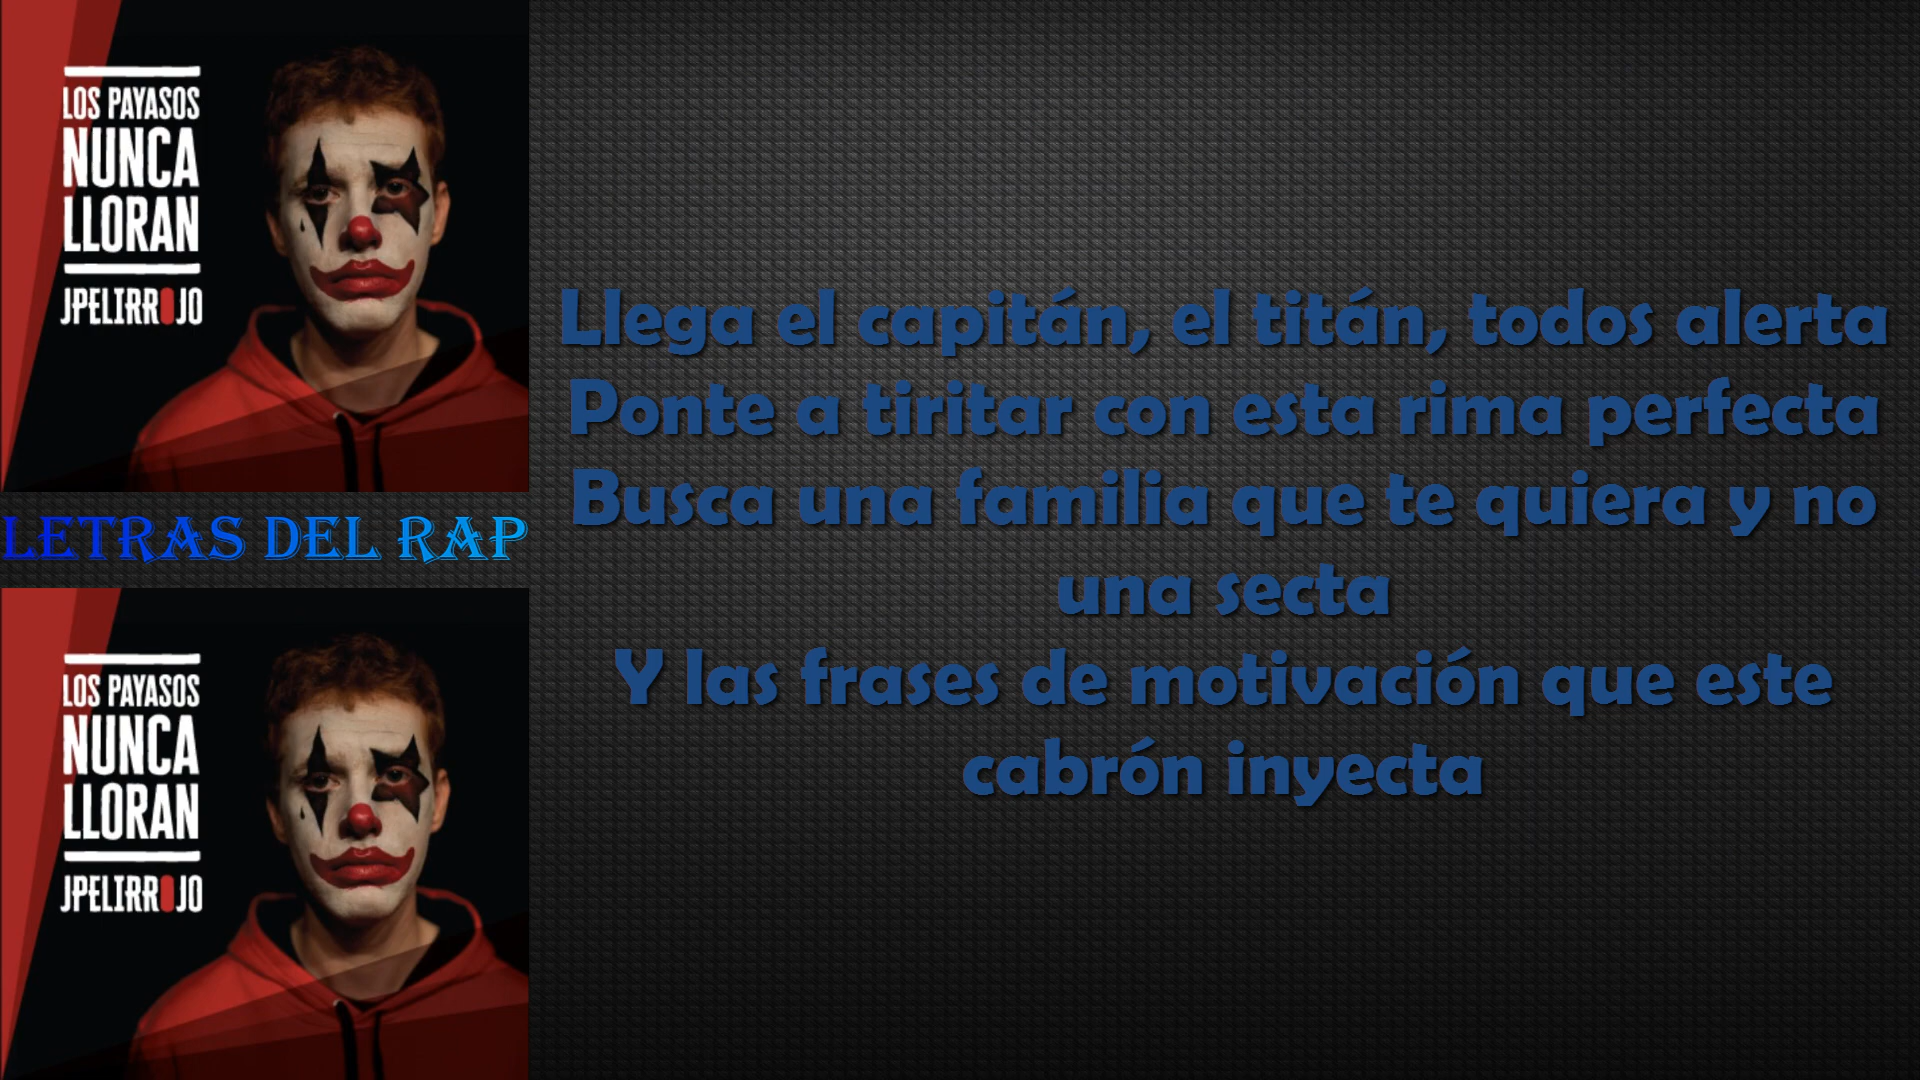 LOS PAYASOS
NUNCA
LLORAN
JPELIRROJO
LETRAS DEL RAP
LOS PAYASOS
NUNCA
LLORAN
JPELIRROJO
Llega el capitán, el titán, todos alerta
Ponte a tiritar con esta rima perfecta
Busca una familia que te quiera y no
una secta
Y las frases de motivación que este
cabrón inyecta